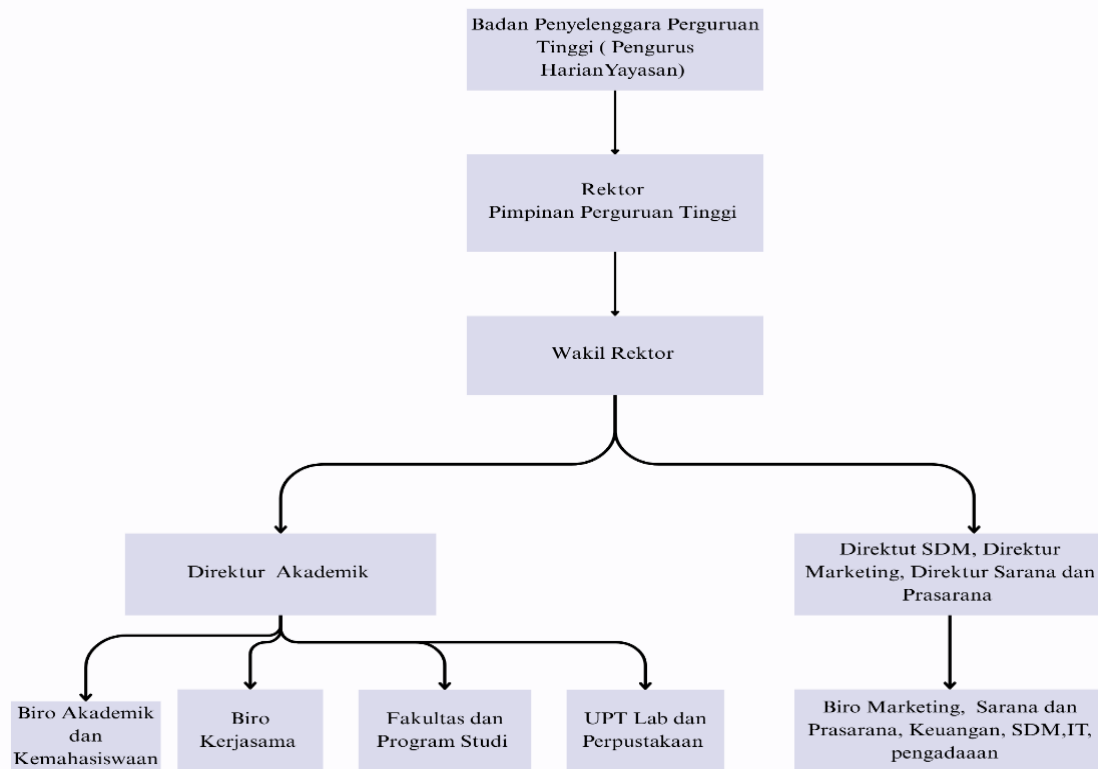 Badan Penyelenggara Perguruan
Tinggi ( Pengurus
HarianYayasan)
Rektor
Pimpinan Perguruan Tinggi
Wakil Rektor
Direktur Akademik
Direktut SDM, Direktur
Marketing, Direktur Sarana dan
Prasarana
Biro Akademik
dan
Kemahasiswaan
Biro
Kerjasama
Fakultas dan
Program Studi
UPT Lab dan
Perpustakaan
Biro Marketing, Sarana dan
Prasarana, Keuangan, SDM,IT,
pengadaaan